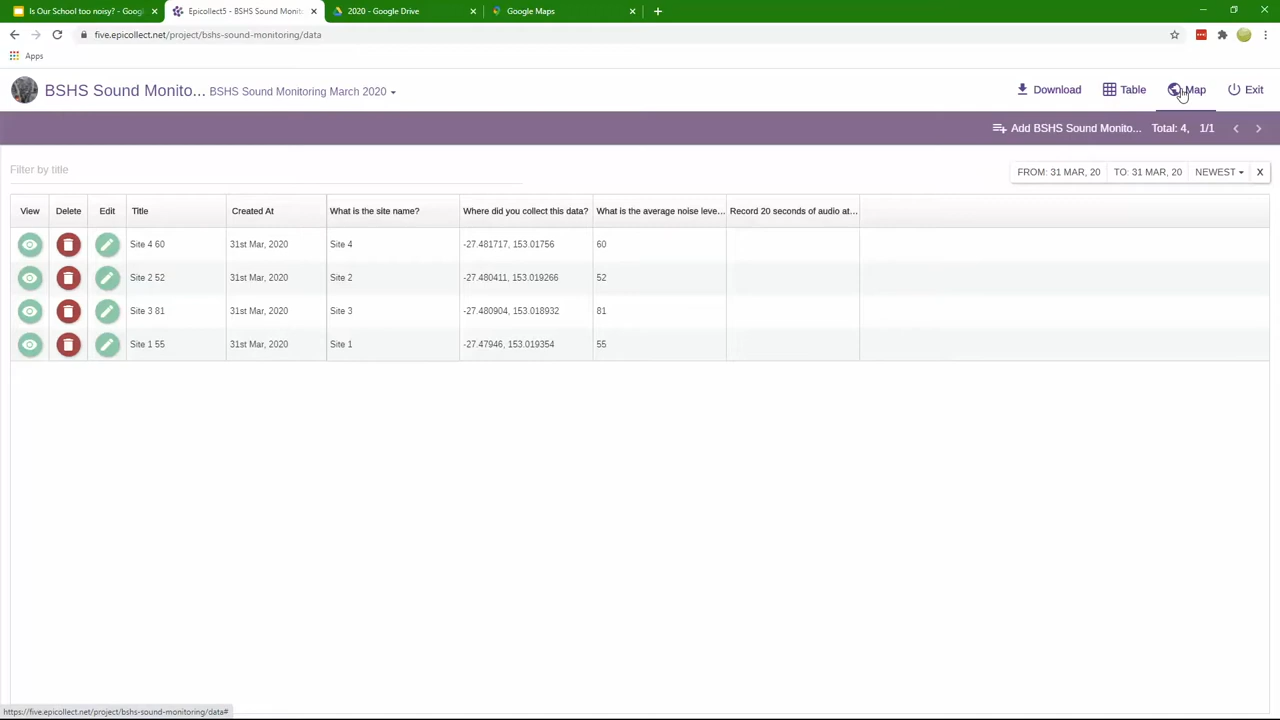 Is Our School too noisy? - Googl
Epicollect5 - BSHS Sound Monito
2020 - Google Drive
Google Maps
five.epicollect.net/project/bshs-sound-monitoring/data
Apps
BSHS Sound Monito... BSHS Sound Monitoring March 2020
Download
Table
Map
Exit
Add BSHS Sound Monito... Total: 4, 1/1
Filter by title
FROM: 31 MAR, 20
TO: 31 MAR, 20
NEWEST
X
View Delete Edit Title Created At What is the site name? Where did you collect this data? What is the average noise leve... Record 20 seconds of audio at...
Site 4 60 31st Mar, 2020 Site 4 -27.481717, 153.01756 60
Site 2 52 31st Mar, 2020 Site 2 -27.480411, 153.019266 52
Site 3 81 31st Mar, 2020 Site 3 -27.480904, 153.018932 81
Site 1 55 31st Mar, 2020 Site 1 -27.47946, 153.019354 55
https://five.epicollect.net/project/bshs-sound-monitoring/data#